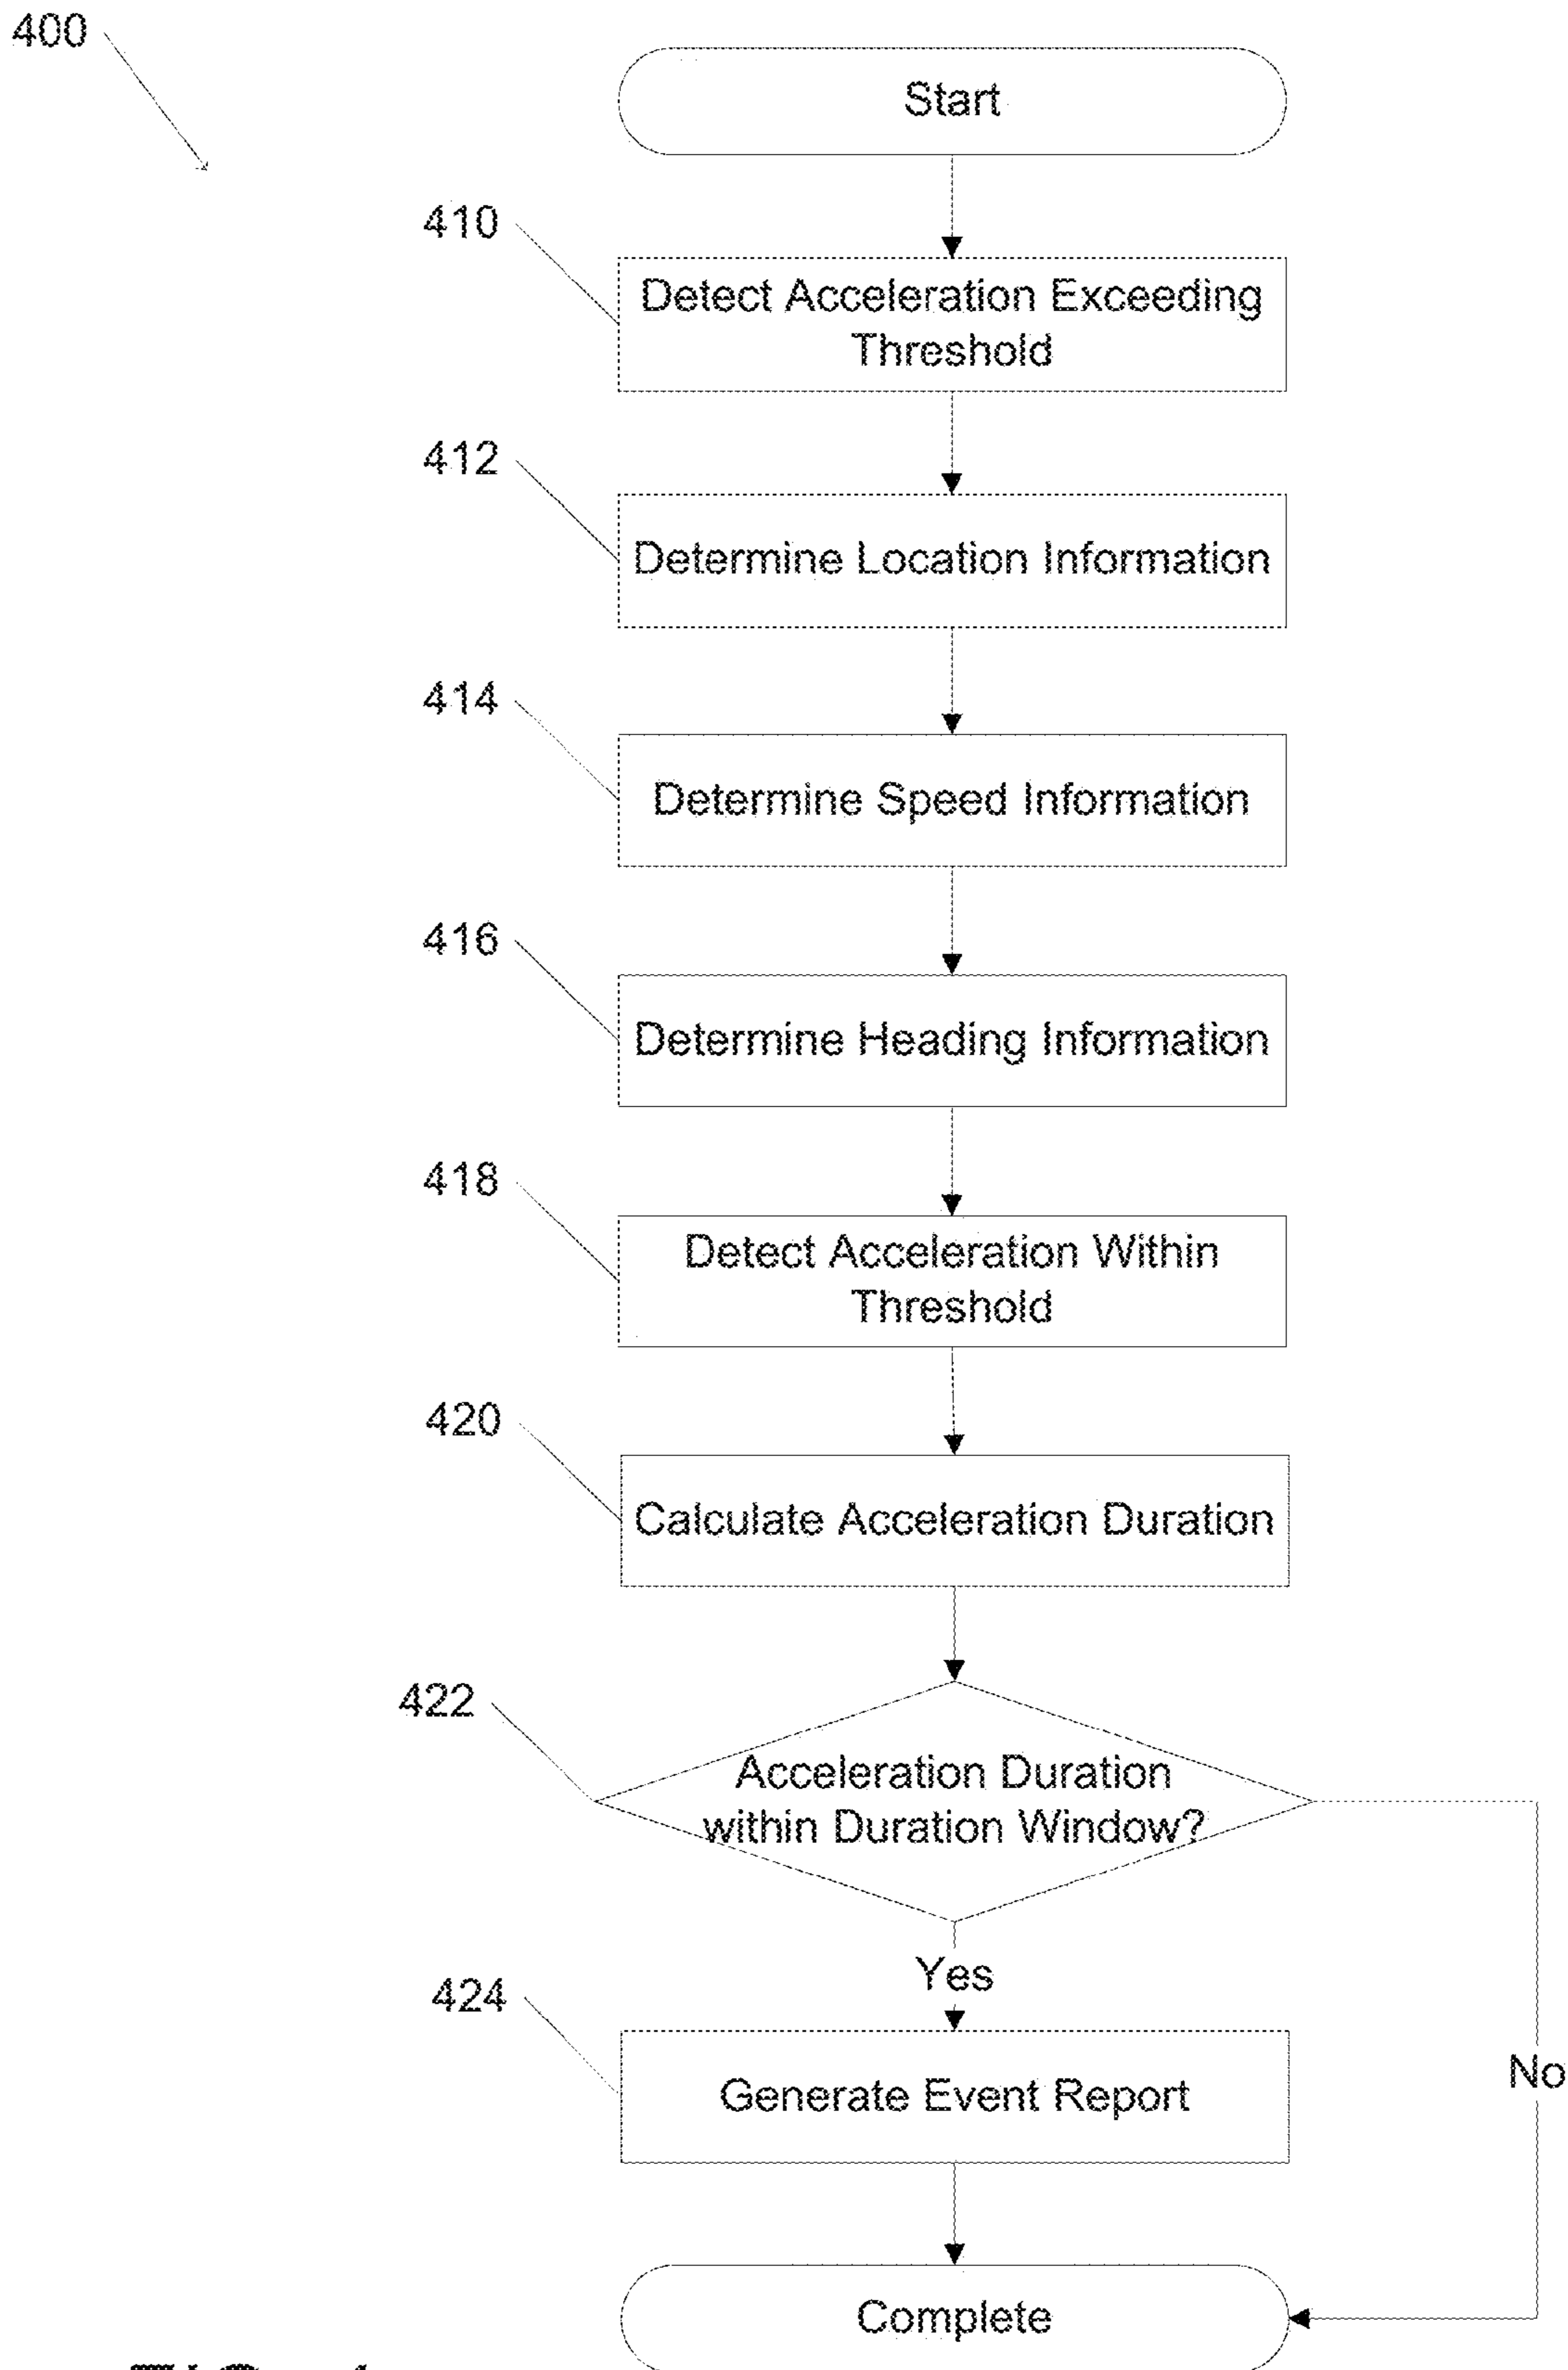 400
Start
410
Detect Acceleration Exceeding
Threshold
412
Determine Location Information
414
Determine Speed Information
416
Determine Heading Information
418
Detect Acceleration Within
Threshold
420
Calculate Acceleration Duration
422
Acceleration Duration
within Duration Window?
Yes
424
Generate Event Report
No
Complete